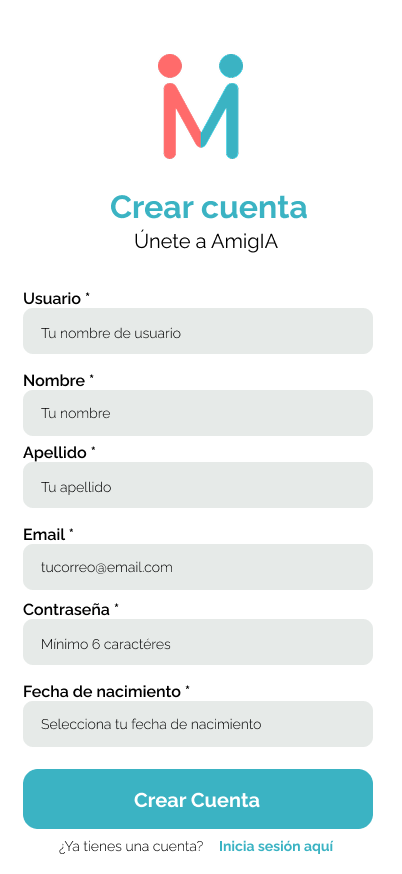 Crear cuenta
Únete a AmigIA
Usuario *
Tu nombre de usuario
Nombre *
Tu nombre
Apellido *
Tu apellido
Email *
tucorreo@email.com
Contraseña *
Mínimo 6 caractéres
Fecha de nacimiento *
Selecciona tu fecha de nacimiento
Crear Cuenta
¿Ya tienes una cuenta? Inicia sesión aquí